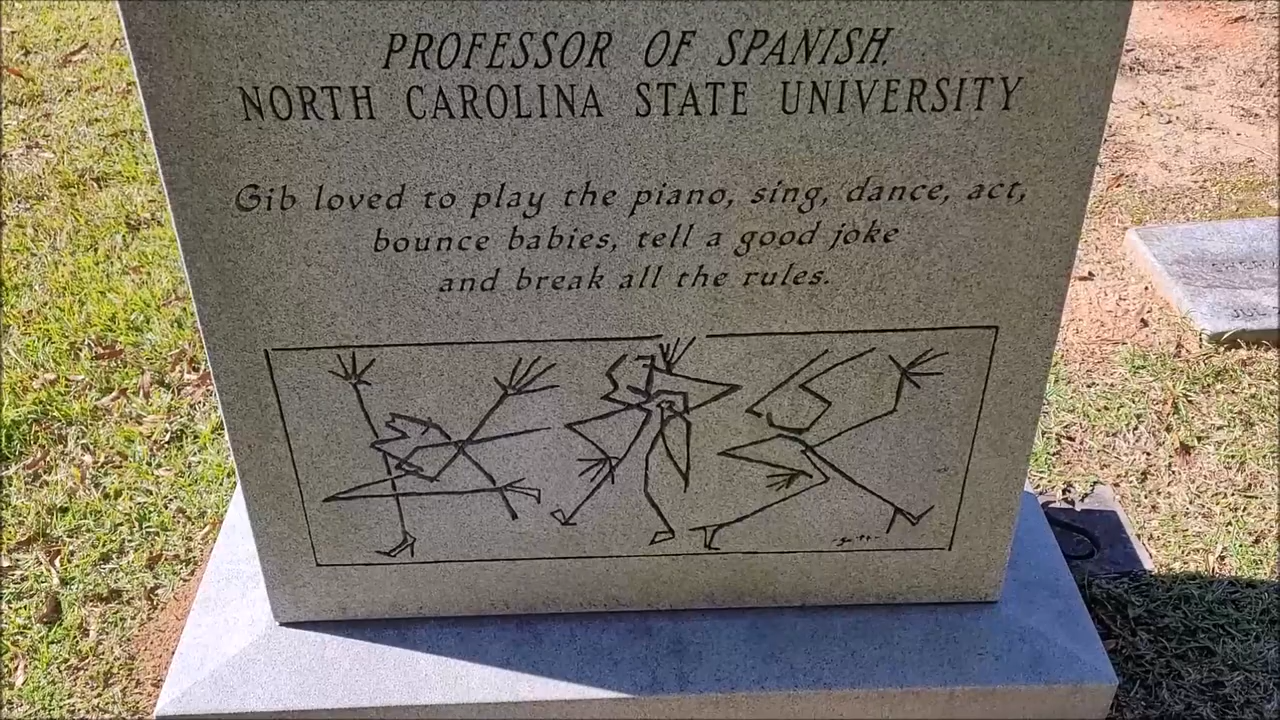 PROFESSOR OF SPANISH,
NORTH CAROLINA STATE UNIVERSITY
Gib loved to play the piano, sing, dance, act,
bounce babies, tell a good joke
and break all the rules.
JUL